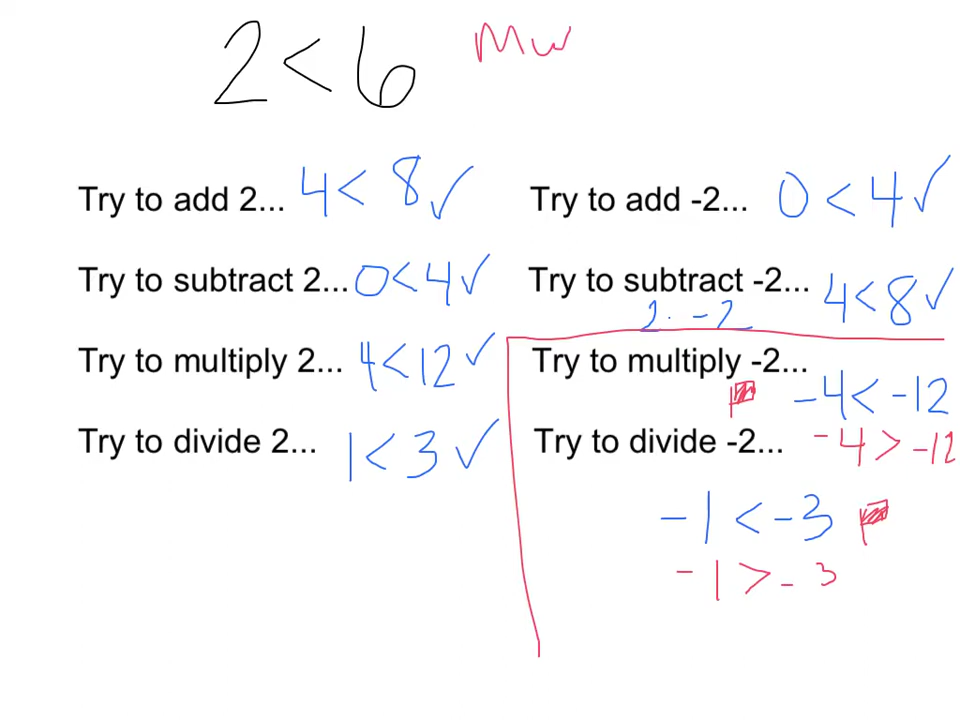 2 < 6 Mw
Try to add 2... 4 < 8 ✓
Try to add -2... 0 < 4 ✓
Try to subtract 2... 0 < 4 ✓
Try to subtract -2... 4 < 8 ✓
2 · -2
Try to multiply 2... 4 < 12 ✓
Try to multiply -2...
-4 < -12
Try to divide 2... 1 < 3 ✓
Try to divide -2... -4 > -12
-1 < -3
-1 > -3